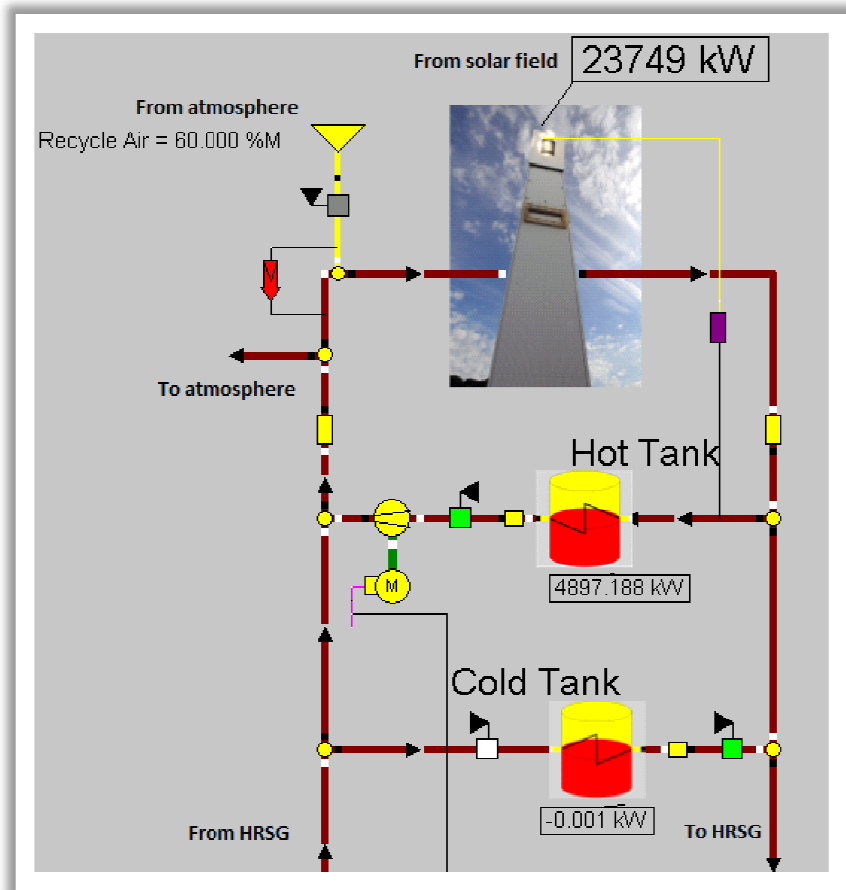 From solar field
23749 kW
From atmosphere
Recycle Air = 60.000 %M
V
To atmosphere
Hot Tank
M
4897.188 kW
Cold Tank
-0.001 kW
From HRSG
To HRSG